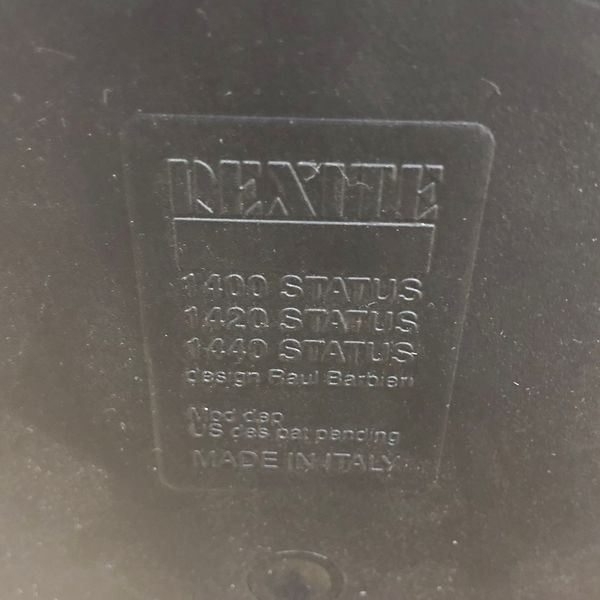 REXITE
1400 STATUS
1420 STATUS
1440 STATUS
design Raul Barbieri
Mod dep
US des pat pending
MADE IN ITALY